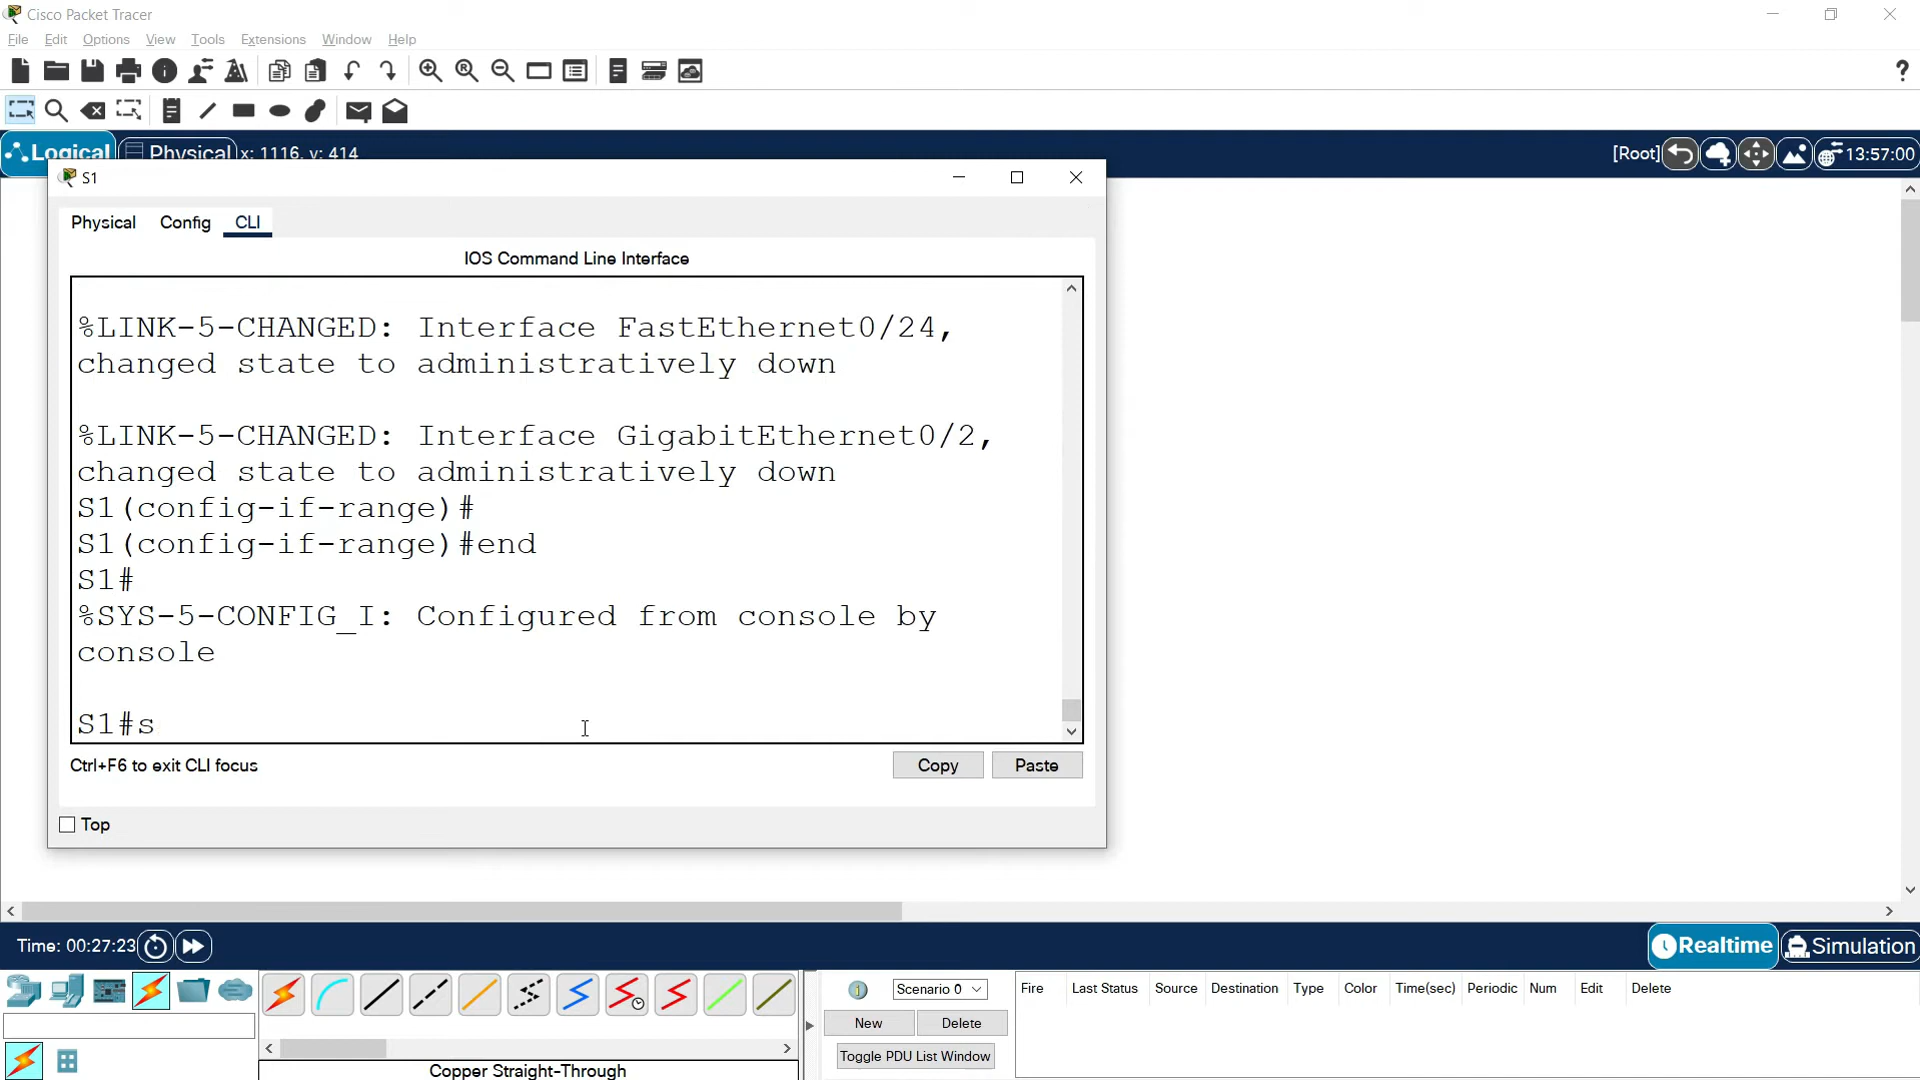 Cisco Packet Tracer
File Edit Options View Tools Extensions Window Help
?
Logical Physical x: 1116, y: 414 [Root] 13:57:00
S1
Physical Config CLI
IOS Command Line Interface
%LINK-5-CHANGED: Interface FastEthernet0/24,
changed state to administratively down
%LINK-5-CHANGED: Interface GigabitEthernet0/2,
changed state to administratively down
S1(config-if-range)#
S1(config-if-range)#end
S1#
%SYS-5-CONFIG_I: Configured from console by
console
S1#s
Ctrl+F6 to exit CLI focus Copy Paste
Top
Time: 00:27:23 Realtime Simulation
Scenario 0 Fire Last Status Source Destination Type Color Time(sec) Periodic Num Edit Delete
New Delete
Toggle PDU List Window
Copper Straight-Through